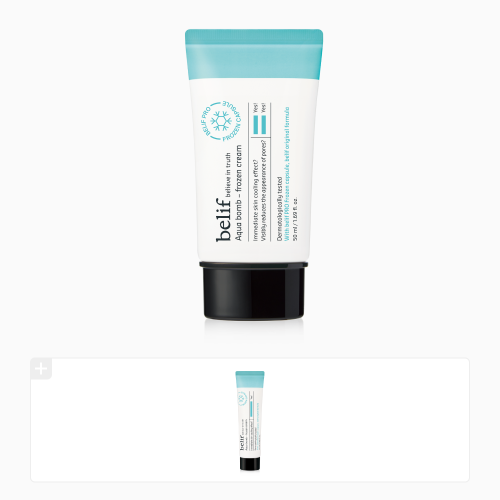 BELIF PRO
FROZEN CAPSULE
belif believe in truth
Aqua bomb - frozen cream
Immediate skin cooling effect? Yes!
Visibly reduces the appearance of pores? Yes!
Dermatologically tested
With belif PRO Frozen capsule, belif original formula
50 ml / 1.69 fl. oz.
belif